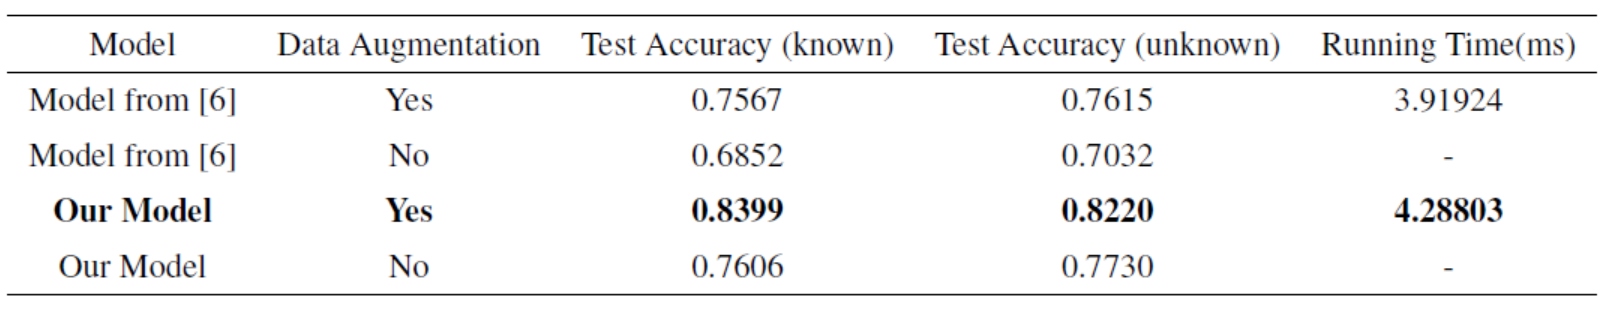 Model Data Augmentation Test Accuracy (known) Test Accuracy (unknown) Running Time(ms)
Model from [6] Yes 0.7567 0.7615 3.91924
Model from [6] No 0.6852 0.7032 -
Our Model Yes 0.8399 0.8220 4.28803
Our Model No 0.7606 0.7730 -